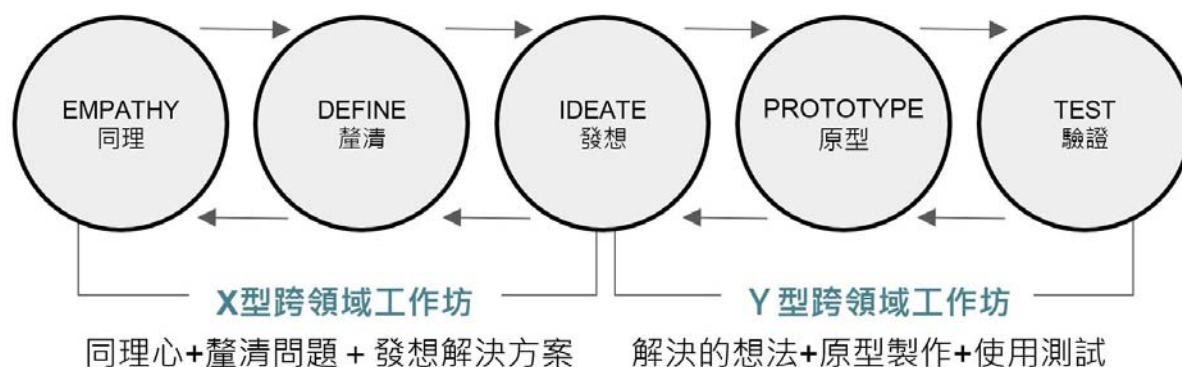 EMPATHY
同理
DEFINE
釐清
IDEATE
發想
PROTOTYPE
原型
TEST
驗證
X型跨領域工作坊
同理心+釐清問題 + 發想解決方案
Y 型跨領域工作坊
解決的想法+原型製作+使用測試